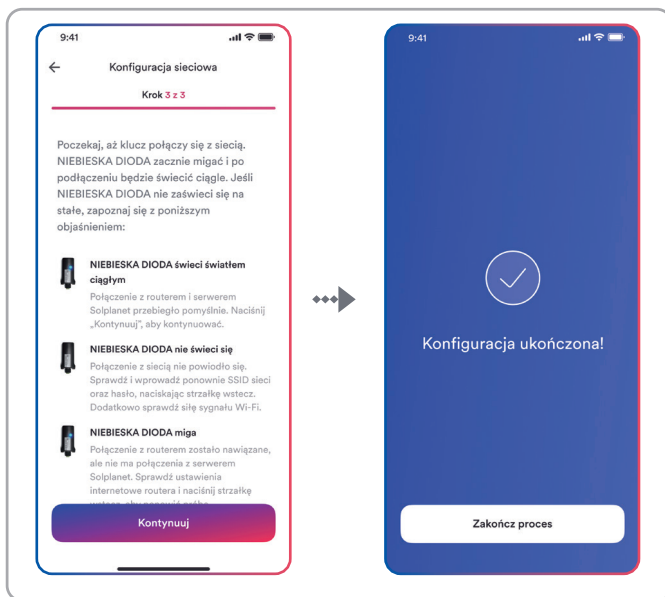 9:41
Konfiguracja sieciowa
Krok 3 z 3
Poczekaj, aż klucz połączy się z siecią.
NIEBIESKA DIODA zacznie migać i po
podłączeniu będzie świecić ciągle. Jeśli
NIEBIESKA DIODA nie zaświeci się na
stałe, zapoznaj się z poniższym
objaśnieniem:
NIEBIESKA DIODA świeci światłem
ciągłym
Połączenie z routerem i serwerem
Solplanet przebiegło pomyślnie. Naciśnij
„Kontynuuj”, aby kontynuować.
NIEBIESKA DIODA nie świeci się
Połączenie z siecią nie powiodło się.
Sprawdź i wprowadź ponownie SSID sieci
oraz hasło, naciskając strzałkę wstecz.
Dodatkowo sprawdź siłę sygnału Wi-Fi.
NIEBIESKA DIODA miga
Połączenie z routerem zostało nawiązane,
ale nie ma połączenia z serwerem
Solplanet. Sprawdź ustawienia
internetowe routera i naciśnij strzałkę
Kontynuuj
9:41
Konfiguracja ukończona!
Zakończ proces